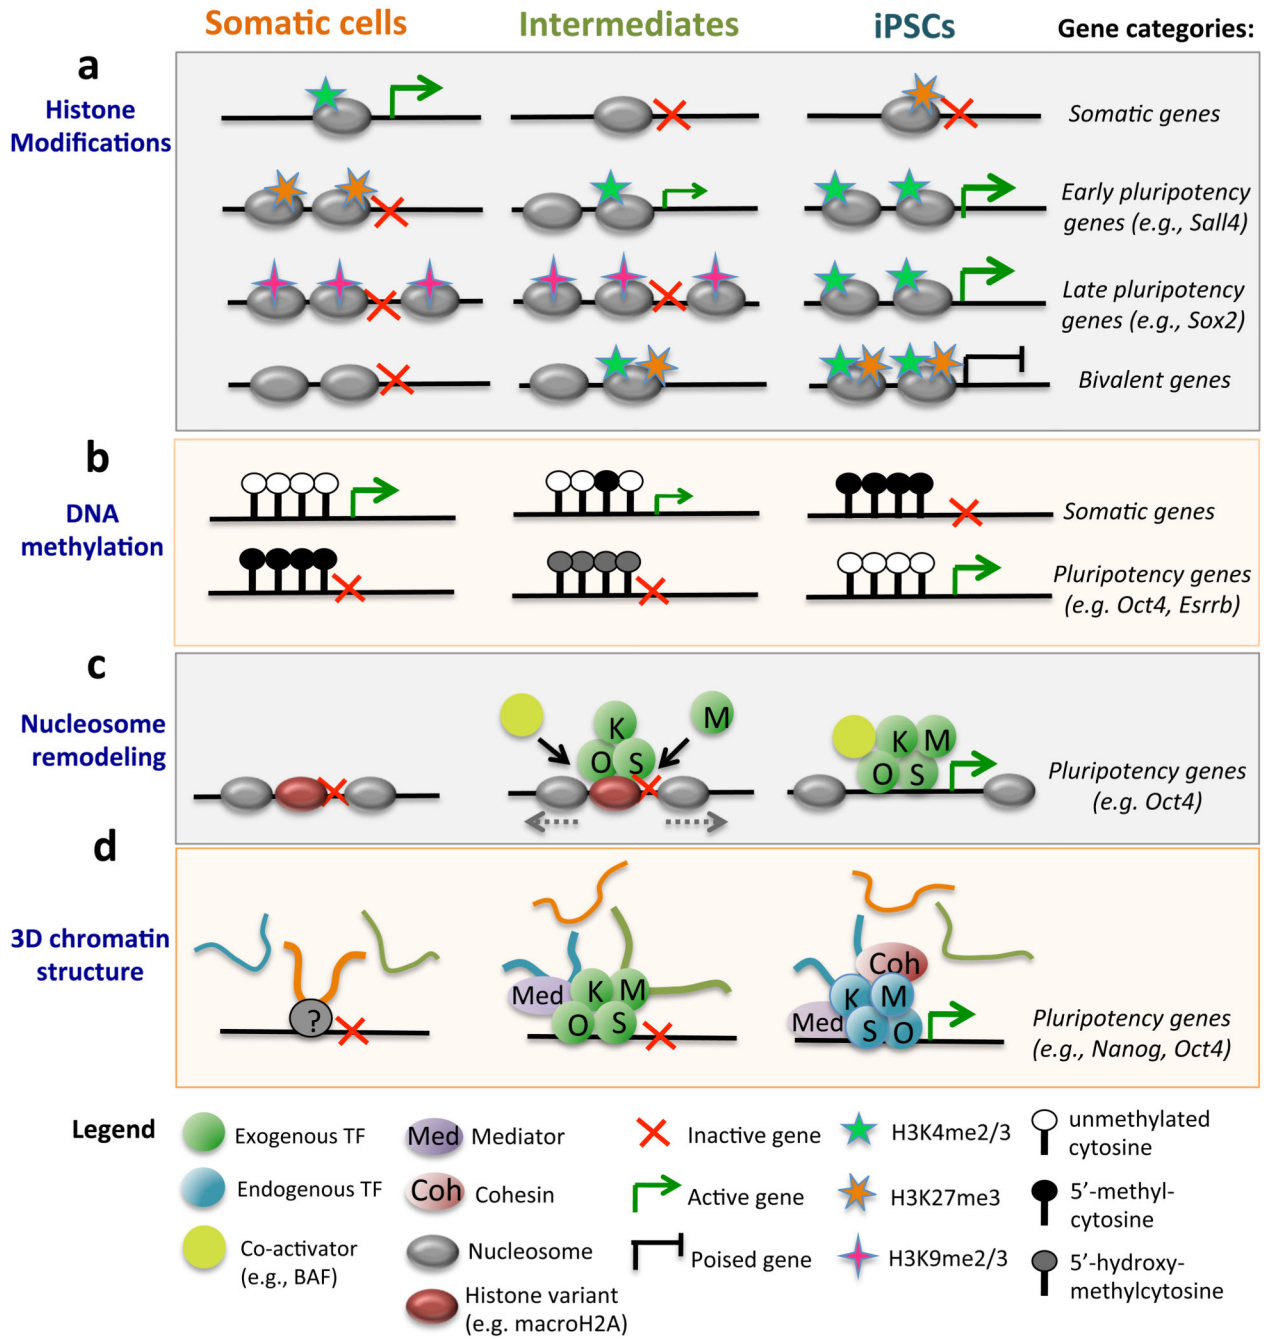 Somatic cells Intermediates iPSCs Gene categories:
a
Histone
Modifications
Somatic genes
Early pluripotency
genes (e.g., Sall4)
Late pluripotency
genes (e.g., Sox2)
Bivalent genes
b
DNA
methylation
Somatic genes
Pluripotency genes
(e.g. Oct4, Esrrb)
c
Nucleosome
remodeling
K
M
O S
K M
O S
Pluripotency genes
(e.g. Oct4)
d
3D chromatin
structure
?
Med K M
O S
Coh
K M
Med S O
Pluripotency genes
(e.g., Nanog, Oct4)
Legend
Exogenous TF
Endogenous TF
Co-activator
(e.g., BAF)
Med Mediator
Coh Cohesin
Nucleosome
Histone variant
(e.g. macroH2A)
Inactive gene
Active gene
Poised gene
H3K4me2/3
H3K27me3
H3K9me2/3
unmethylated
cytosine
5’-methyl-
cytosine
5’-hydroxy-
methylcytosine